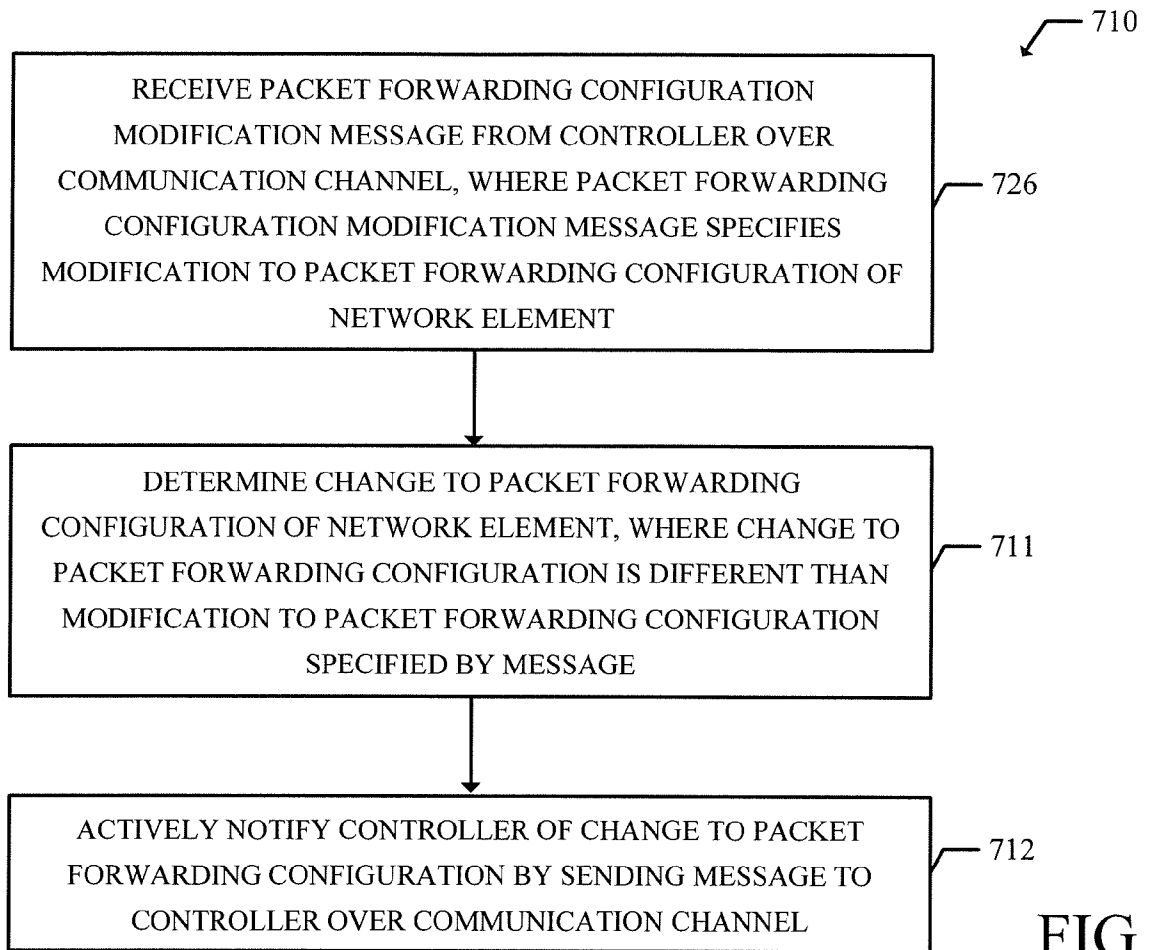 710
RECEIVE PACKET FORWARDING CONFIGURATION
MODIFICATION MESSAGE FROM CONTROLLER OVER
COMMUNICATION CHANNEL, WHERE PACKET FORWARDING
CONFIGURATION MODIFICATION MESSAGE SPECIFIES
MODIFICATION TO PACKET FORWARDING CONFIGURATION OF
NETWORK ELEMENT
726
DETERMINE CHANGE TO PACKET FORWARDING
CONFIGURATION OF NETWORK ELEMENT, WHERE CHANGE TO
PACKET FORWARDING CONFIGURATION IS DIFFERENT THAN
MODIFICATION TO PACKET FORWARDING CONFIGURATION
SPECIFIED BY MESSAGE
711
ACTIVELY NOTIFY CONTROLLER OF CHANGE TO PACKET
FORWARDING CONFIGURATION BY SENDING MESSAGE TO
CONTROLLER OVER COMMUNICATION CHANNEL
712
FIG